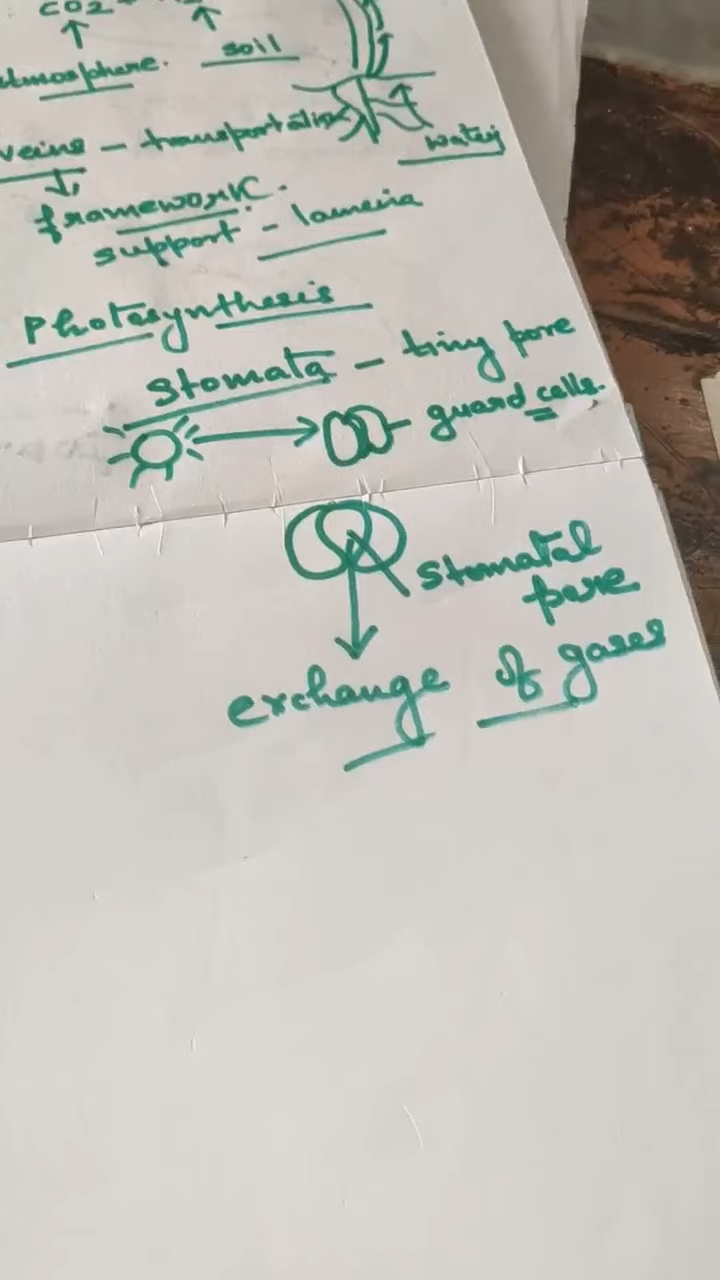 CO2
soil
atmosphere.
veins - transportation
water
framework.
support - lameina
Photosynthesis
stomata - tiny pore
guard cells.
stomatal
pore
exchange of gases